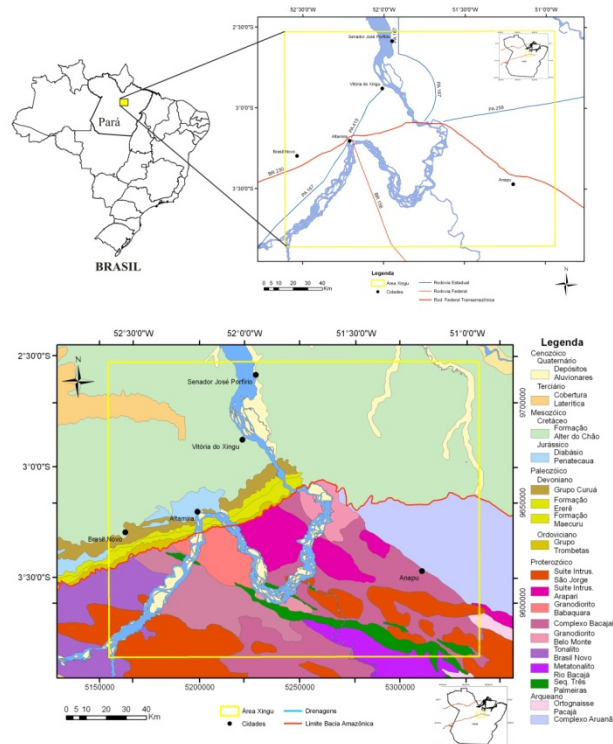 Pará
BRASIL
52°30'0"W 52°0'0"W 51°30'0"W 51°0'0"W
2°30'0"S
3°0'0"S
3°30'0"S
Senador José Porfírio
Vitória do Xingu
Altamira
Brasil Novo
Anapu
PA 167
PA 415
PA 167
BR 230
Legenda
Área Xingu
Cidades
Rodovia Estadual
Rodovia Federal
Rod. Federal Transamazônica
0 5 10 20 30 40
Km
N
52°30'0"W 52°0'0"W 51°30'0"W 51°0'0"W
2°30'0"S
3°0'0"S
3°30'0"S
N
Senador José Porfírio
Vitória do Xingu
Altamira
Brasil Novo
Anapu
9700000
9650000
9600000
5150000 5200000 5250000 5300000
0 5 10 20 30 40
Km
Área Xingu
Cidades
Drenagens
Limite Bacia Amazônica
Legenda
Cenozóico
Quaternário
Depósitos
Aluvionares
Terciário
Cobertura
Laterítica
Mesozóico
Cretáceo
Formação
Alter do Chão
Jurássico
Diabásio
Penatecaua
Paleozóico
Devoniano
Grupo Curuá
Formação
Ererê
Formação
Maecuru
Ordoviciano
Grupo
Trombetas
Proterozóico
Suite Intrus.
São Jorge
Suite Intrus.
Arapari
Granodiorito
Babaquara
Complexo Bacajaí
Granodiorito
Belo Monte
Tonalito
Brasil Novo
Metatonalito
Rio Bacajá
Seq. Três
Palmeiras
Arqueano
Ortognaisse
Pacajá
Complexo Aruanã